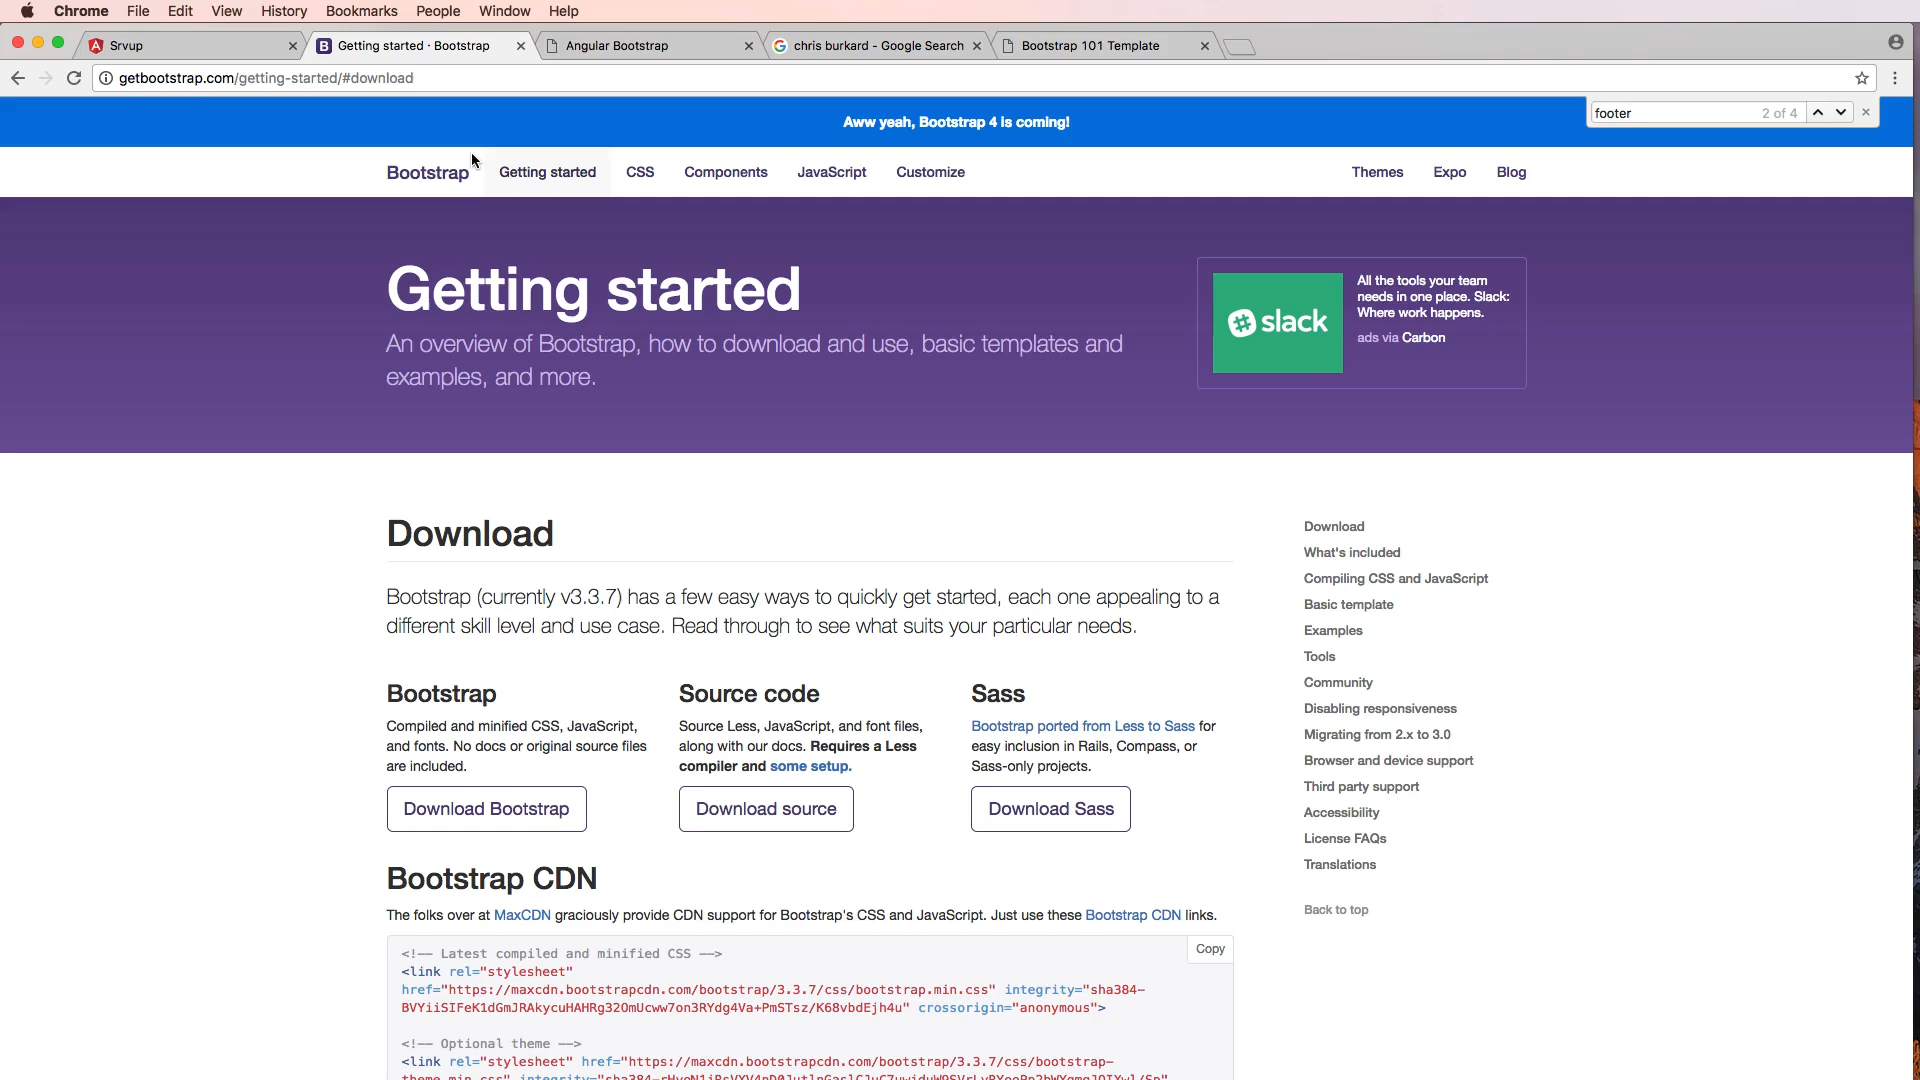 Chrome File Edit View History Bookmarks People Window Help
Srvup
Getting started · Bootstrap
Angular Bootstrap
chris burkard - Google Search
Bootstrap 101 Template
getbootstrap.com/getting-started/#download
footer 2 of 4
Aww yeah, Bootstrap 4 is coming!
Bootstrap Getting started CSS Components JavaScript Customize Themes Expo Blog
Getting started
An overview of Bootstrap, how to download and use, basic templates and
examples, and more.
slack
All the tools your team
needs in one place. Slack:
Where work happens.
ads via Carbon
Download
Bootstrap (currently v3.3.7) has a few easy ways to quickly get started, each one appealing to a
different skill level and use case. Read through to see what suits your particular needs.
Bootstrap
Compiled and minified CSS, JavaScript,
and fonts. No docs or original source files
are included.
Download Bootstrap
Source code
Source Less, JavaScript, and font files,
along with our docs. Requires a Less
compiler and some setup.
Download source
Sass
Bootstrap ported from Less to Sass for
easy inclusion in Rails, Compass, or
Sass-only projects.
Download Sass
Bootstrap CDN
The folks over at MaxCDN graciously provide CDN support for Bootstrap's CSS and JavaScript. Just use these Bootstrap CDN links.
Copy
<!-- Latest compiled and minified CSS -->
<link rel="stylesheet"
href="https://maxcdn.bootstrapcdn.com/bootstrap/3.3.7/css/bootstrap.min.css" integrity="sha384-
BVYiiSIFeK1dGmJRAkycuHAHRg32OmUcww7on3RYdg4Va+PmSTsz/K68vbdEjh4u" crossorigin="anonymous">
<!-- Optional theme -->
<link rel="stylesheet" href="https://maxcdn.bootstrapcdn.com/bootstrap/3.3.7/css/bootstrap-
Download
What's included
Compiling CSS and JavaScript
Basic template
Examples
Tools
Community
Disabling responsiveness
Migrating from 2.x to 3.0
Browser and device support
Third party support
Accessibility
License FAQs
Translations
Back to top